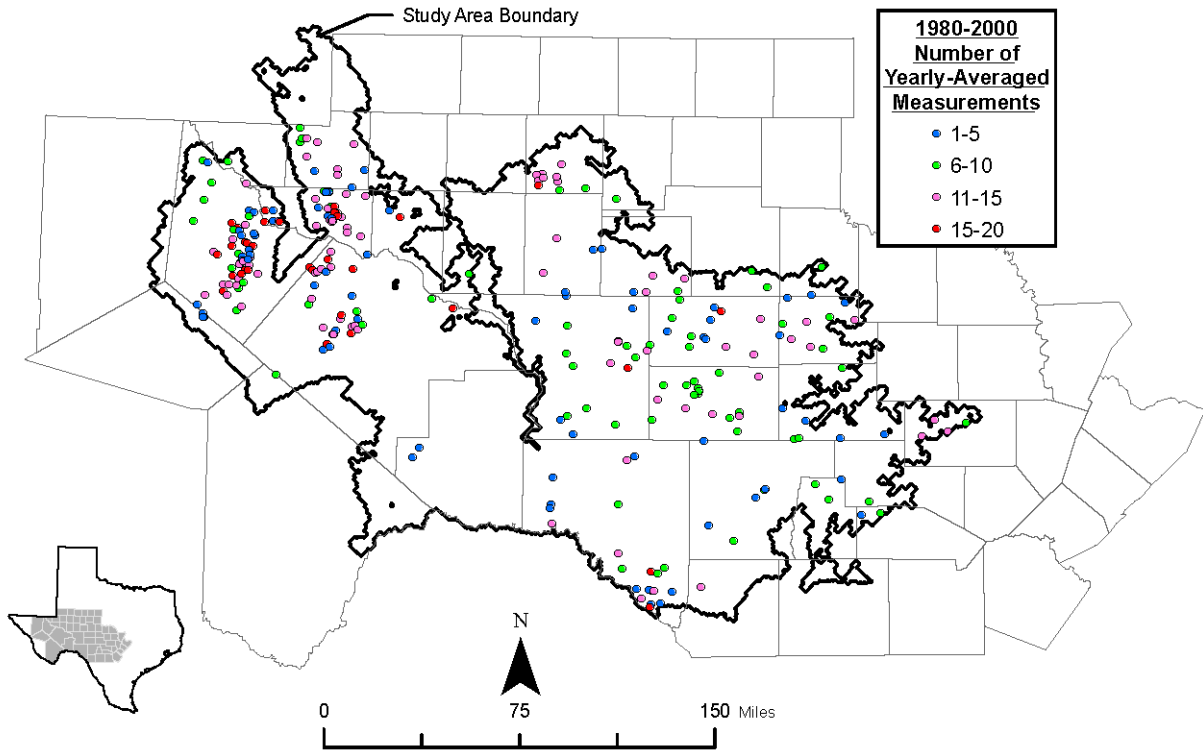 Study Area Boundary
1980-2000
Number of
Yearly-Averaged
Measurements
1-5
6-10
11-15
15-20
N
0 75 150 Miles